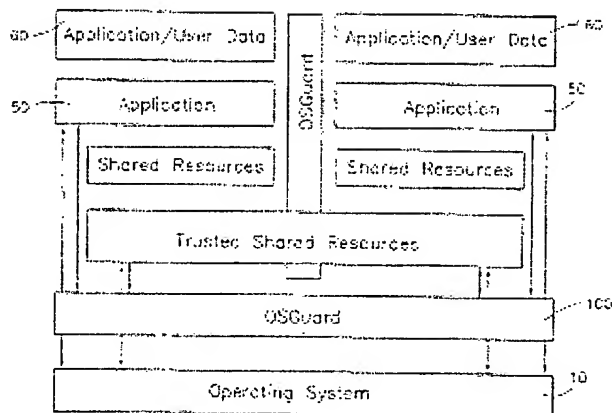 60 Application/User Data
Application/User Data 60
50 Application
Application 50
OSGuard
Shared Resources
Shared Resources
Trusted Shared Resources
OSGuard 100
Operating System 10